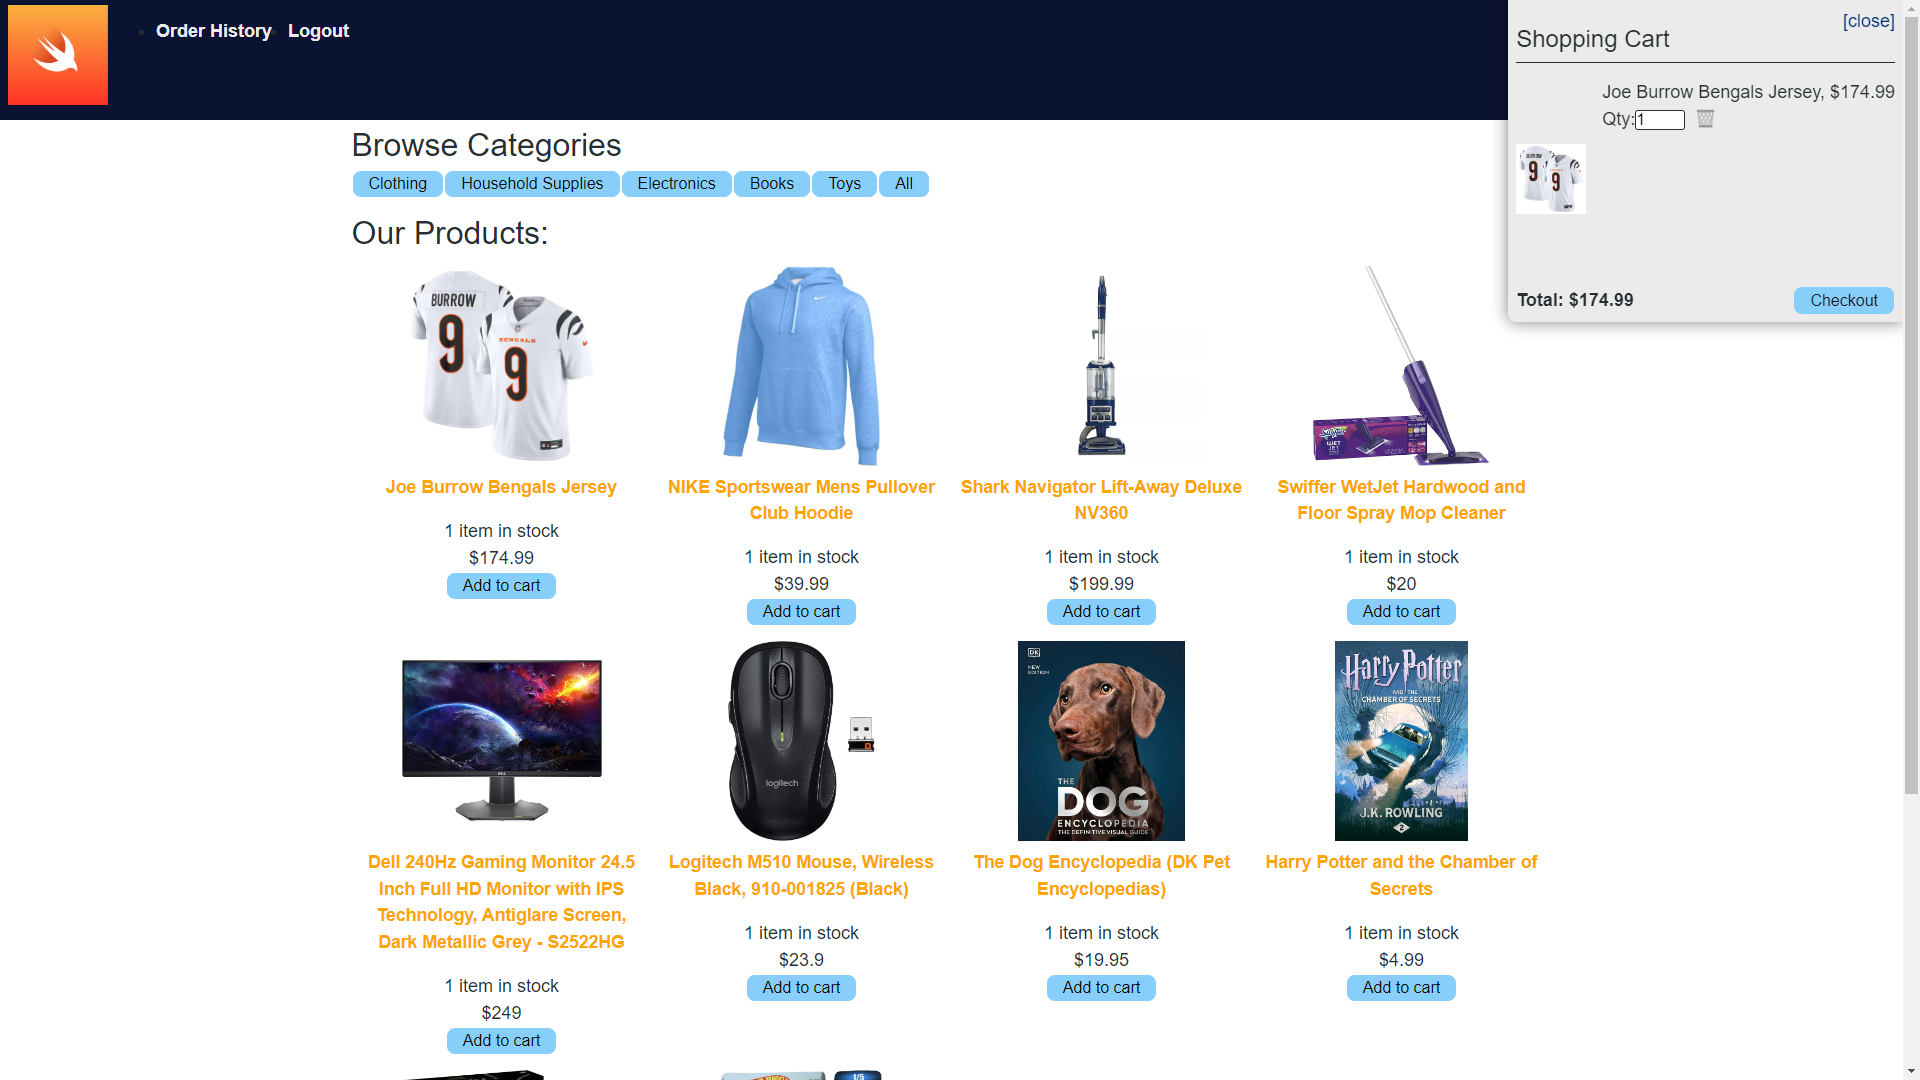 Order History
Logout
[close]
Shopping Cart
Joe Burrow Bengals Jersey, $174.99
Qty:1
BURROW
9
9
Total: $174.99
Checkout
Browse Categories
Clothing
Household Supplies
Electronics
Books
Toys
All
Our Products:
BURROW
9
BENGALS
9
Swiffer
WET
JET
Joe Burrow Bengals Jersey
1 item in stock
$174.99
Add to cart
NIKE Sportswear Mens Pullover
Club Hoodie
1 item in stock
$39.99
Add to cart
Shark Navigator Lift-Away Deluxe
NV360
1 item in stock
$199.99
Add to cart
Swiffer WetJet Hardwood and
Floor Spray Mop Cleaner
1 item in stock
$20
Add to cart
DELL
logitech
DK
NEW
EDITION
THE
DOG
ENCYCLOPEDIA
THE DEFINITIVE VISUAL GUIDE
Harry Potter
AND THE
CHAMBER OF SECRETS
J.K. ROWLING
2
Dell 240Hz Gaming Monitor 24.5
Inch Full HD Monitor with IPS
Technology, Antiglare Screen,
Dark Metallic Grey - S2522HG
1 item in stock
$249
Add to cart
Logitech M510 Mouse, Wireless
Black, 910-001825 (Black)
1 item in stock
$23.9
Add to cart
The Dog Encyclopedia (DK Pet
Encyclopedias)
1 item in stock
$19.95
Add to cart
Harry Potter and the Chamber of
Secrets
1 item in stock
$4.99
Add to cart
1/5